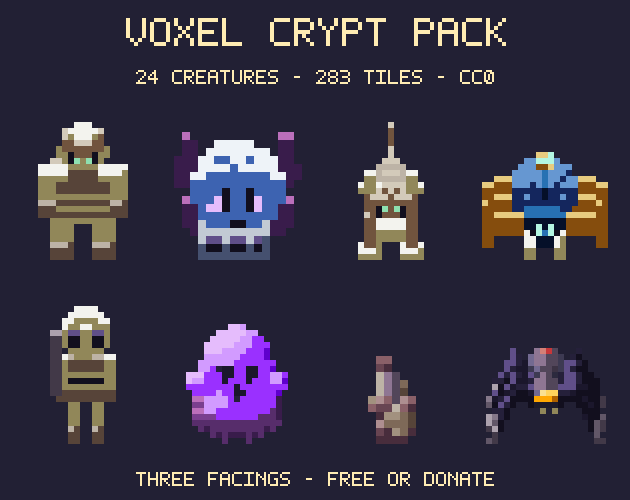 VOXEL CRYPT PACK
24 CREATURES - 283 TILES - CC0
THREE FACINGS - FREE OR DONATE